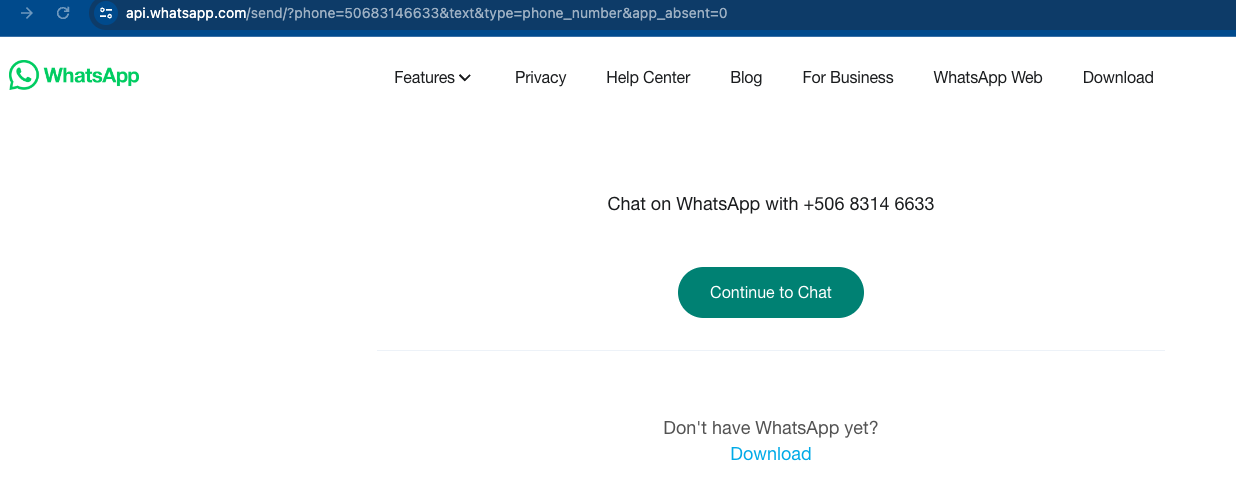 api.whatsapp.com/send/?phone=50683146633&text&type=phone_number&app_absent=0
WhatsApp
Features Privacy Help Center Blog For Business WhatsApp Web Download
Chat on WhatsApp with +506 8314 6633
Continue to Chat
Don't have WhatsApp yet?
Download